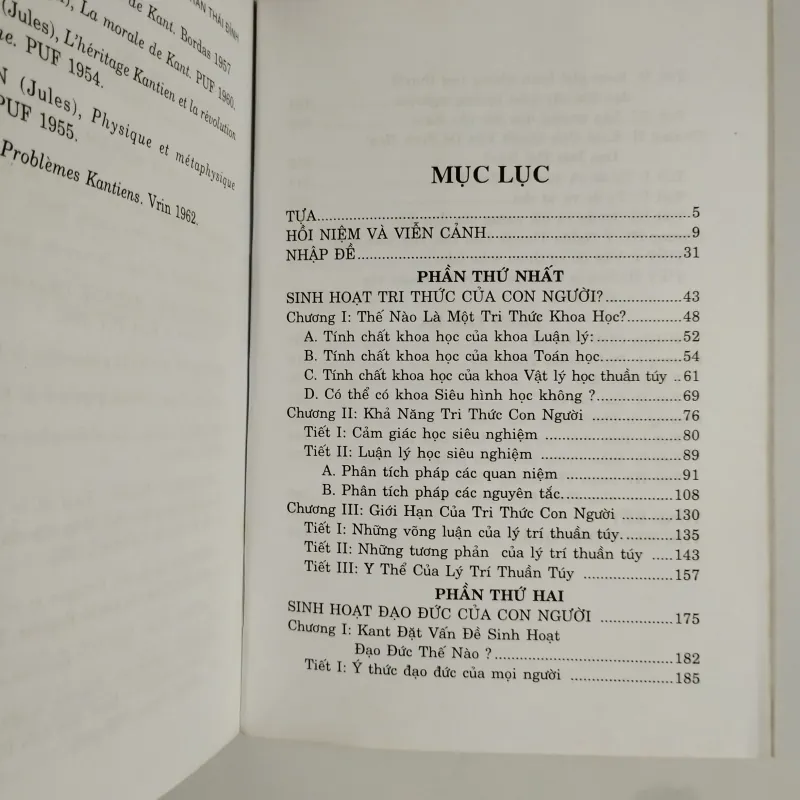 TRẦN THÁI ĐỈNH
de Kant. Bordas 1957
La morale de Kant. PUF 1960.
(Jules), L'héritage Kantien et la révolution
PUF 1954.
N (Jules), Physique et métaphysique
PUF 1955.
Problèmes Kantiens. Vrin 1962.
MỤC LỤC
TỰA..........5
HỒI NIỆM VÀ VIỄN CẢNH..........9
NHẬP ĐỀ..........31
PHẦN THỨ NHẤT
SINH HOẠT TRI THỨC CỦA CON NGƯỜI?..........43
Chương I: Thế Nào Là Một Tri Thức Khoa Học?..........48
A. Tính chất khoa học của khoa Luận lý:..........52
B. Tính chất khoa học của khoa Toán học...........54
C. Tính chất khoa học của khoa Vật lý học thuần túy ..61
D. Có thể có khoa Siêu hình học không ?..........69
Chương II: Khả Năng Tri Thức Con Người ..........76
Tiết I: Cảm giác học siêu nghiệm ..........80
Tiết II: Luận lý học siêu nghiệm ..........89
A. Phân tích pháp các quan niệm ..........91
B. Phân tích pháp các nguyên tắc...........108
Chương III: Giới Hạn Của Tri Thức Con Người ..........130
Tiết I: Những võng luận của lý trí thuần túy...........135
Tiết II: Những tương phản của lý trí thuần túy .....143
Tiết III: Y Thể Của Lý Trí Thuần Túy ..........157
PHẦN THỨ HAI
SINH HOẠT ĐẠO ĐỨC CỦA CON NGƯỜI ..........175
Chương I: Kant Đặt Vấn Đề Sinh Hoạt
Đạo Đức Thế Nào ?..........182
Tiết I: Ý thức đạo đức của mọi người ..........185